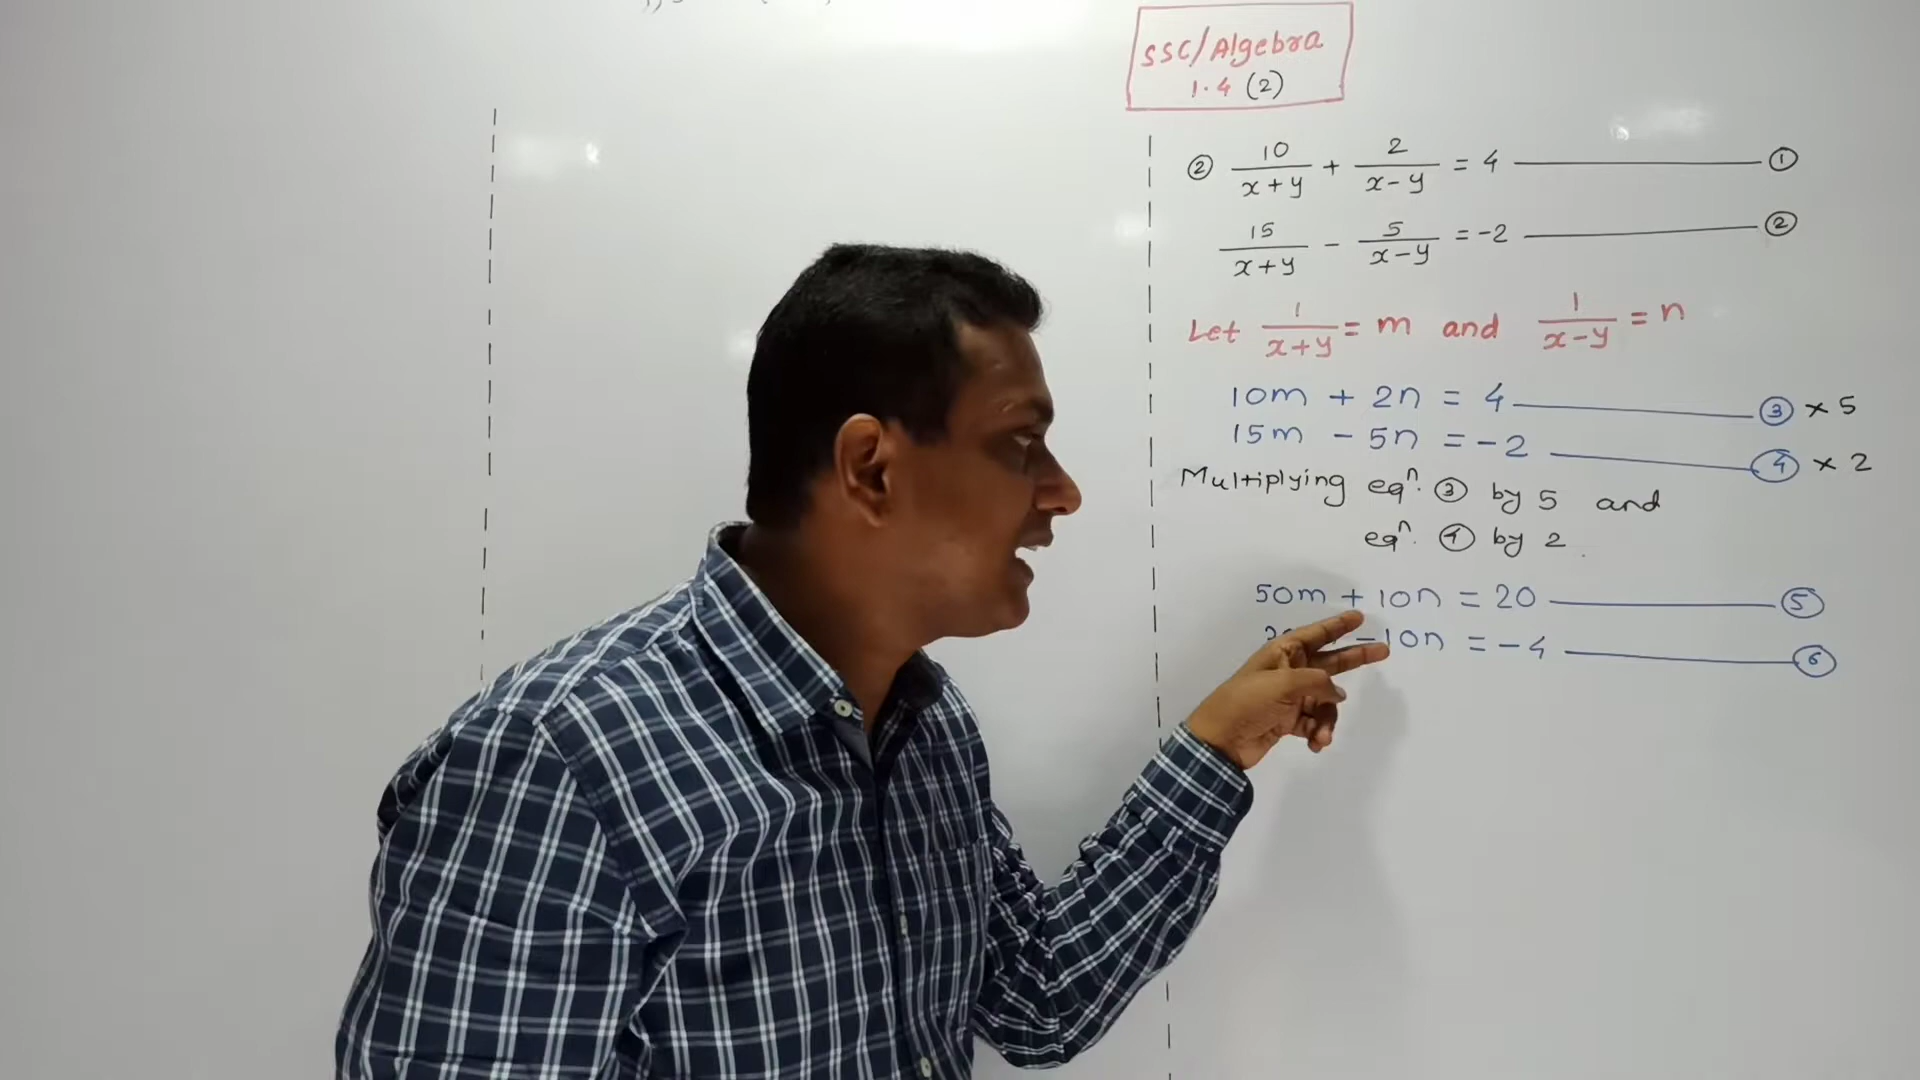 SSC/Algebra
1.4 (2)
② 10/(x+y) + 2/(x-y) = 4 ①
15/(x+y) - 5/(x-y) = -2 ②
Let 1/(x+y) = m and 1/(x-y) = n
10m + 2n = 4 ③ × 5
15m - 5n = -2 ④ × 2
Multiplying eqⁿ. ③ by 5 and
eqⁿ. ④ by 2.
50m + 10n = 20 ⑤
-10n = -4 ⑥